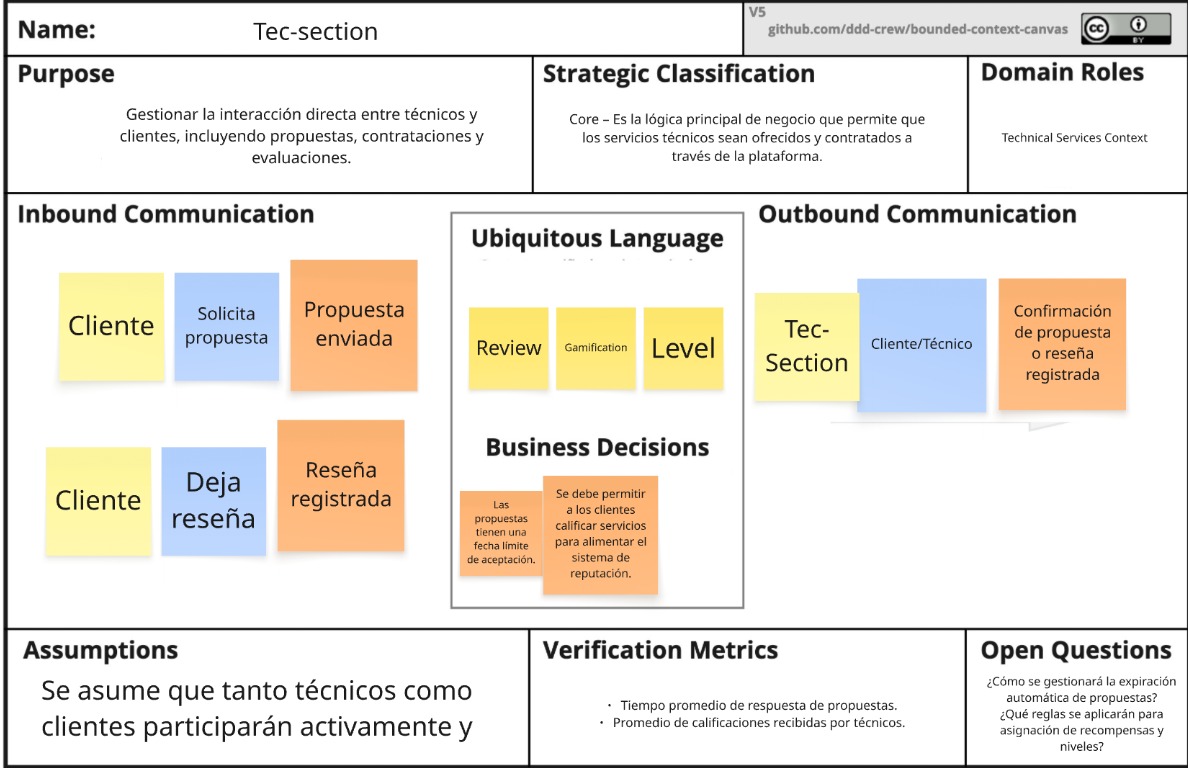 Name:
Tec-section
V5
github.com/ddd-crew/bounded-context-canvas
cc
BY
Purpose
Gestionar la interacción directa entre técnicos y
clientes, incluyendo propuestas, contrataciones y
evaluaciones.
Strategic Classification
Core – Es la lógica principal de negocio que permite que
los servicios técnicos sean ofrecidos y contratados a
través de la plataforma.
Domain Roles
Technical Services Context
Inbound Communication
Cliente
Solicita
propuesta
Propuesta
enviada
Cliente
Deja
reseña
Reseña
registrada
Ubiquitous Language
Review
Gamification
Level
Business Decisions
Las
propuestas
tienen una
fecha límite
de aceptación.
Se debe permitir
a los clientes
calificar servicios
para alimentar el
sistema de
reputación.
Outbound Communication
Tec-
Section
Cliente/Técnico
Confirmación
de propuesta
o reseña
registrada
Assumptions
Se asume que tanto técnicos como
clientes participarán activamente y
Verification Metrics
· Tiempo promedio de respuesta de propuestas.
· Promedio de calificaciones recibidas por técnicos.
Open Questions
¿Cómo se gestionará la expiración
automática de propuestas?
¿Qué reglas se aplicarán para
asignación de recompensas y
niveles?